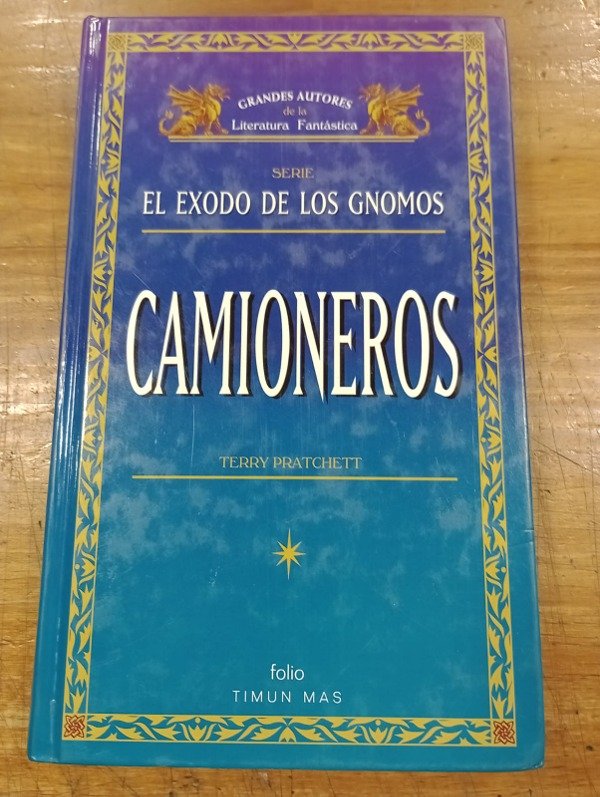 GRANDES AUTORES
de la
Literatura Fantástica
SERIE
EL EXODO DE LOS GNOMOS
CAMIONEROS
TERRY PRATCHETT
folio
TIMUN MAS